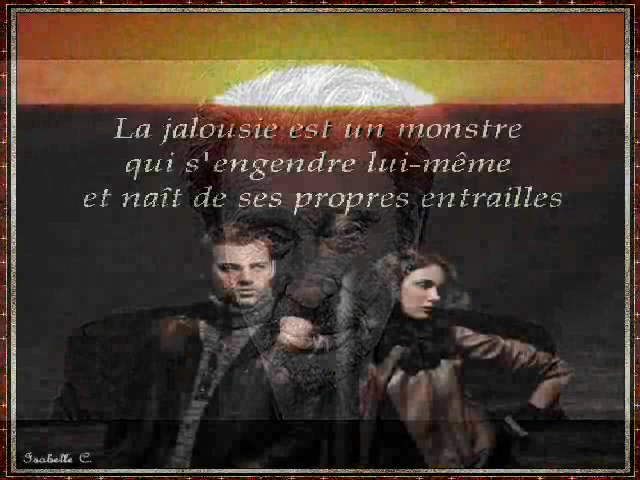 La jalousie est un monstre
qui s'engendre lui-même
et naît de ses propres entrailles
Isabelle C.